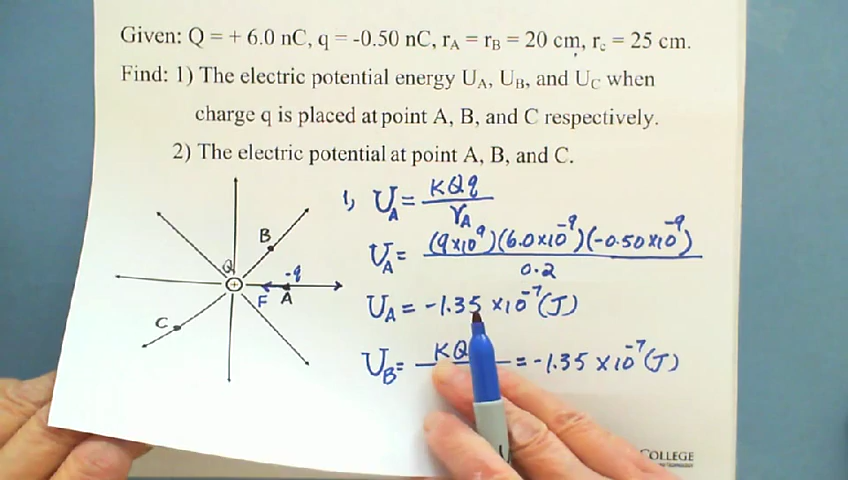 Given: Q = + 6.0 nC, q = -0.50 nC, rA = rB = 20 cm, rc = 25 cm.
Find: 1) The electric potential energy UA, UB, and UC when
charge q is placed at point A, B, and C respectively.
2) The electric potential at point A, B, and C.
1, UA = KQq / rA
UA = (9×10⁹)(6.0×10⁻⁹)(-0.50×10⁻⁹) / 0.2
UA = -1.35 ×10⁻⁷ (J)
UB = KQ = -1.35 ×10⁻⁷ (J)
B
Q
-q
+
F A
C
COLLEGE